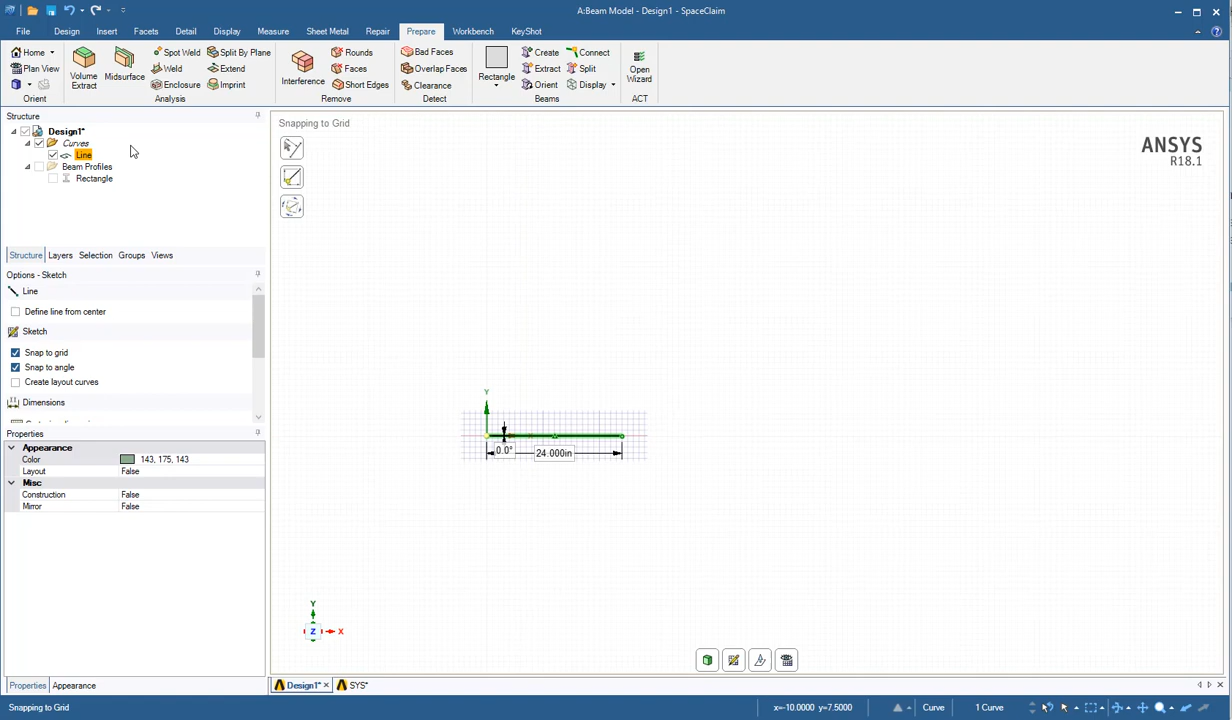 A:Beam Model - Design1 - SpaceClaim
File Design Insert Facets Detail Display Measure Sheet Metal Repair Prepare Workbench KeyShot
Home
Plan View
Orient
Volume
Extract
Midsurface
Spot Weld Split By Plane
Weld Extend
Enclosure Imprint
Analysis
Interference
Rounds
Faces
Short Edges
Remove
Bad Faces
Overlap Faces
Clearance
Detect
Rectangle
Create Connect
Extract Split
Orient Display
Beams
Open
Wizard
ACT
Structure
Design1*
Curves
Line
Beam Profiles
Rectangle
Structure Layers Selection Groups Views
Options - Sketch
Line
Define line from center
Sketch
Snap to grid
Snap to angle
Create layout curves
Dimensions
Properties
Appearance
Color 143, 175, 143
Layout False
Misc
Construction False
Mirror False
Properties Appearance
Snapping to Grid
ANSYS
R18.1
Y
0.0°
24.000in
Y
Z
X
Design1* SYS*
Snapping to Grid
x=-10.0000 y=7.5000 Curve 1 Curve